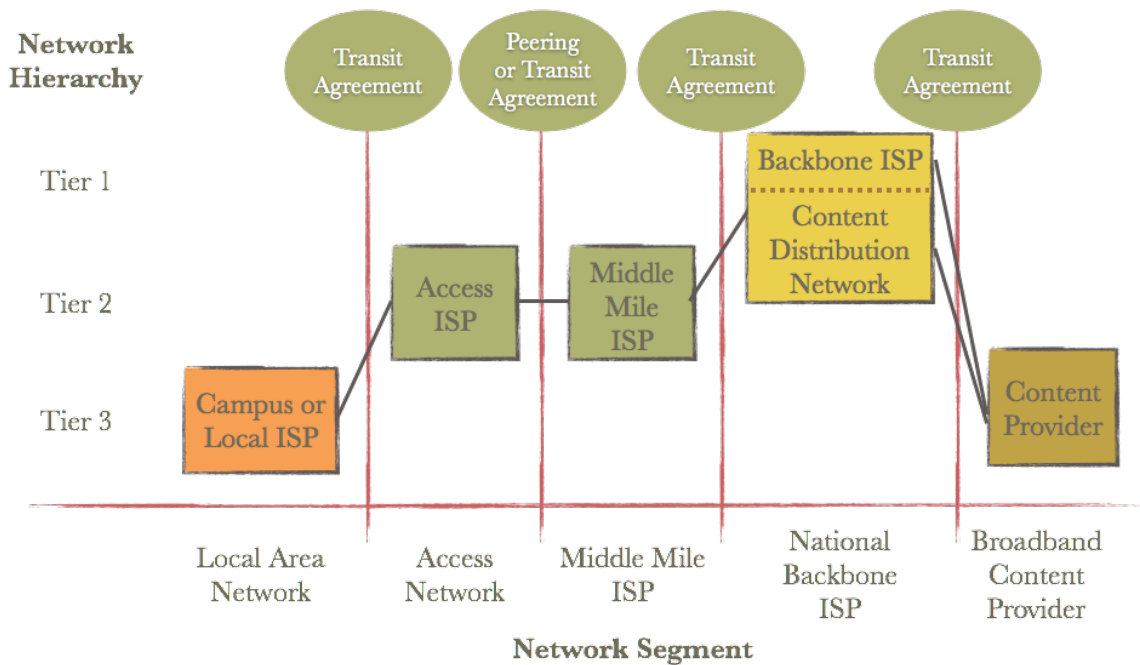 Network
Hierarchy
Transit
Agreement
Peering
or Transit
Agreement
Transit
Agreement
Transit
Agreement
Tier 1
Tier 2
Tier 3
Campus or
Local ISP
Access
ISP
Middle
Mile
ISP
Backbone ISP
Content
Distribution
Network
Content
Provider
Local Area
Network
Access
Network
Middle Mile
ISP
National
Backbone
ISP
Broadband
Content
Provider
Network Segment